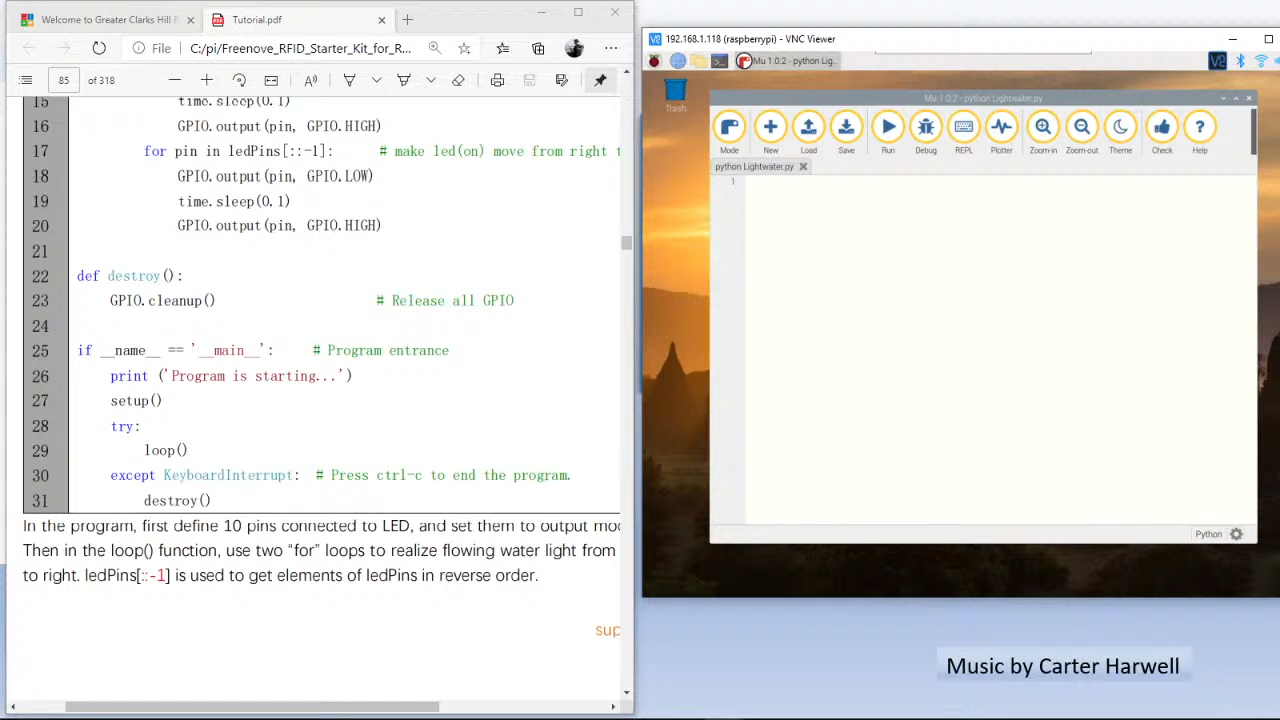 Welcome to Greater Clarks Hill
Tutorial.pdf
File
C:/pi/Freenove_RFID_Starter_Kit_for_R...
85 of 318
15 time.sleep(0.1)
16 GPIO.output(pin, GPIO.HIGH)
17 for pin in ledPins[::-1]: # make led(on) move from right t
18 GPIO.output(pin, GPIO.LOW)
19 time.sleep(0.1)
20 GPIO.output(pin, GPIO.HIGH)
21
22 def destroy():
23 GPIO.cleanup() # Release all GPIO
24
25 if __name__ == '__main__': # Program entrance
26 print ('Program is starting...')
27 setup()
28 try:
29 loop()
30 except KeyboardInterrupt: # Press ctrl-c to end the program.
31 destroy()
In the program, first define 10 pins connected to LED, and set them to output mo
Then in the loop() function, use two “for” loops to realize flowing water light from
to right. ledPins[::-1] is used to get elements of ledPins in reverse order.
sup
192.168.1.118 (raspberrypi) - VNC Viewer
Mu 1.0.2 - python Lig...
Trash
Mu 1.0.2 - python Lightwater.py
Mode New Load Save Run Debug REPL Plotter Zoom-in Zoom-out Theme Check Help
python Lightwater.py
1
Python
Music by Carter Harwell